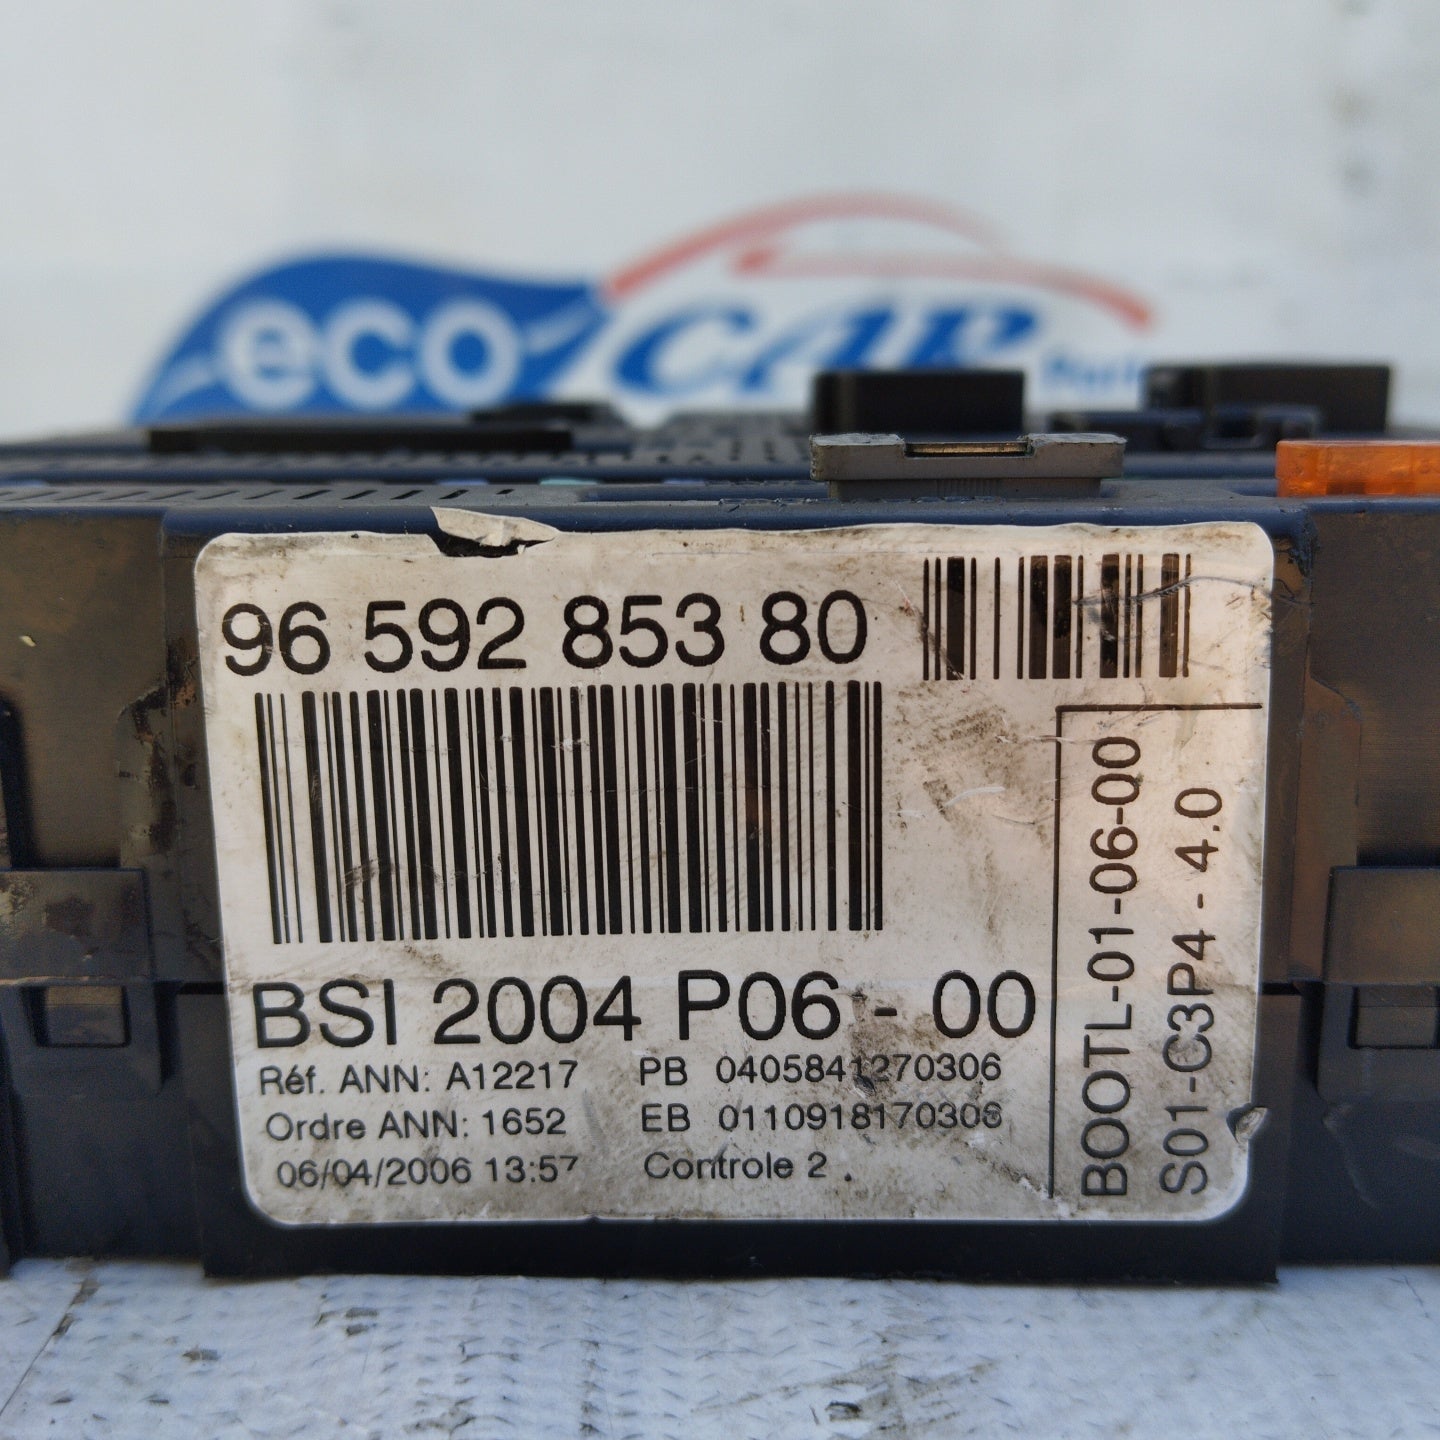 eco CAR
96 592 853 80
BSI 2004 P06 - 00
Réf. ANN: A12217 PB 0405841270306
Ordre ANN: 1652 EB 0110918170306
06/04/2006 13:57 Controle 2
BOOTL-01-06-00
S01-C3P4 - 4.0